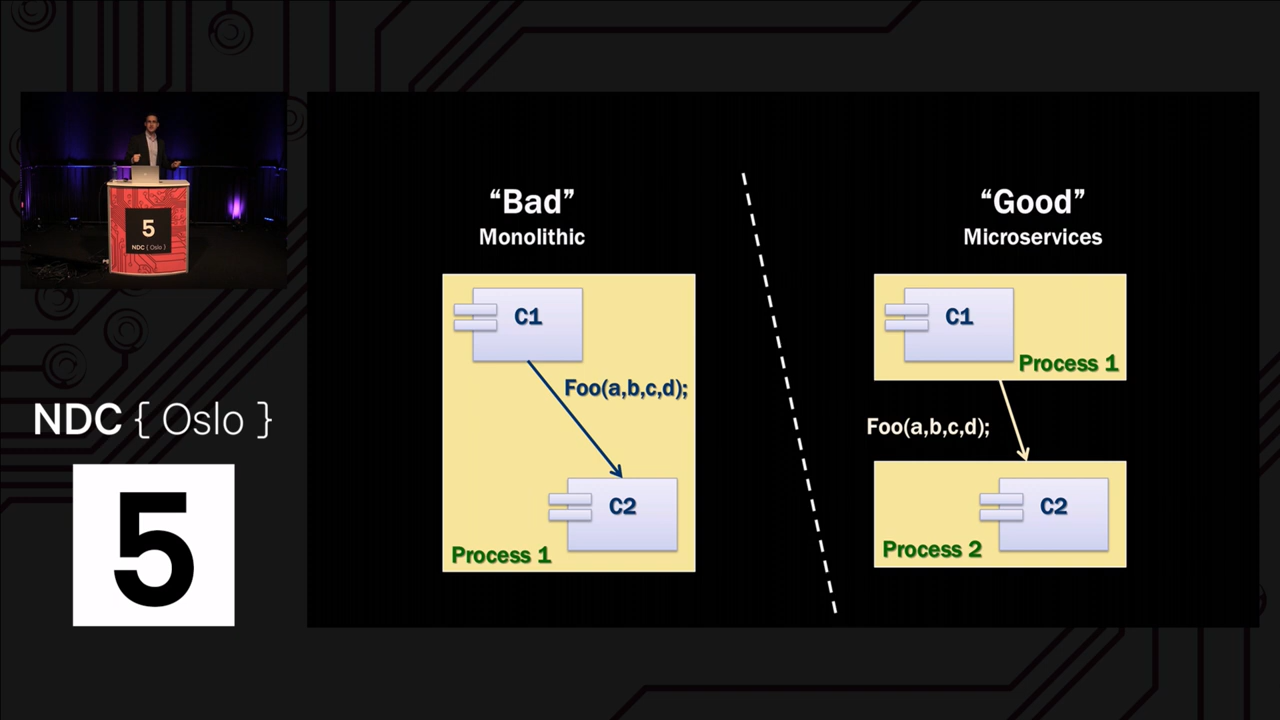 5
NDC { Oslo }
NDC { Oslo }
5
“Bad”
Monolithic
C1
Foo(a,b,c,d);
C2
Process 1
“Good”
Microservices
C1
Process 1
Foo(a,b,c,d);
C2
Process 2